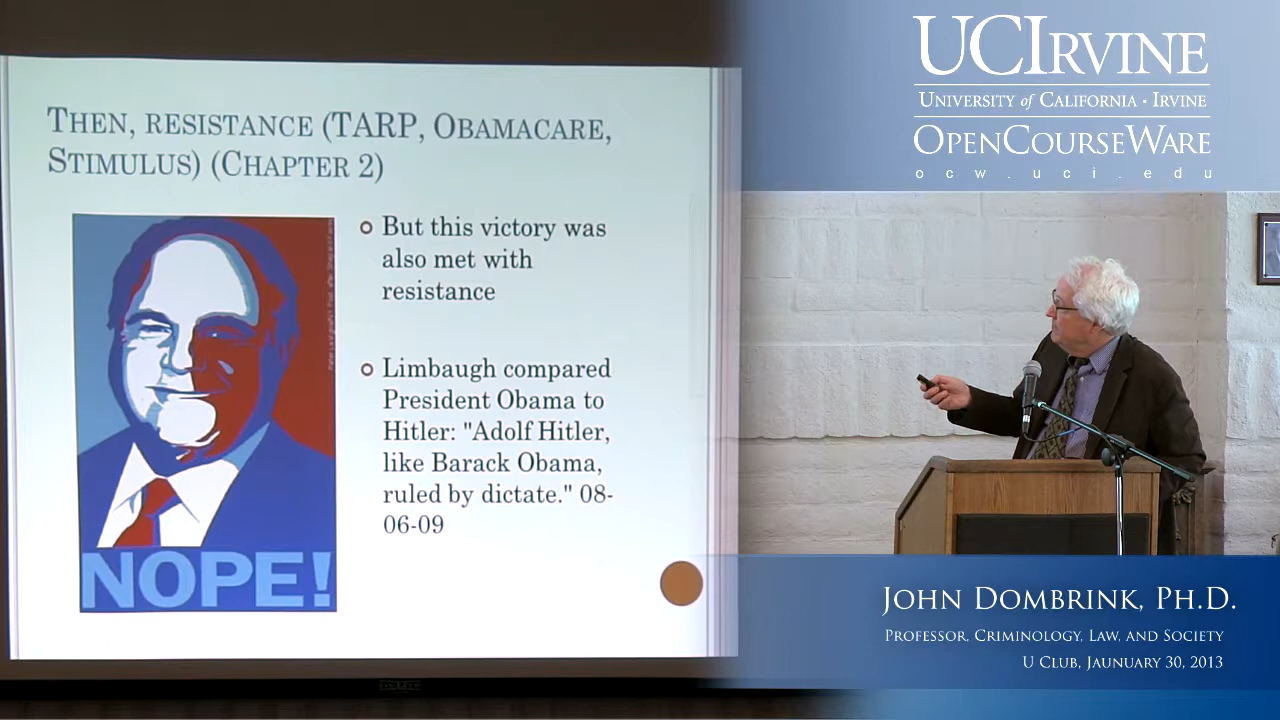 THEN, RESISTANCE (TARP, OBAMACARE,
STIMULUS) (CHAPTER 2)
But this victory was
also met with
resistance
Limbaugh compared
President Obama to
Hitler: "Adolf Hitler,
like Barack Obama,
ruled by dictate." 08-
06-09
NOPE!
UCIRVINE
UNIVERSITY of CALIFORNIA • IRVINE
OPENCOURSEWARE
ocw.uci.edu
JOHN DOMBRINK, PH.D.
PROFESSOR, CRIMINOLOGY, LAW, AND SOCIETY
U CLUB, JAUNUARY 30, 2013